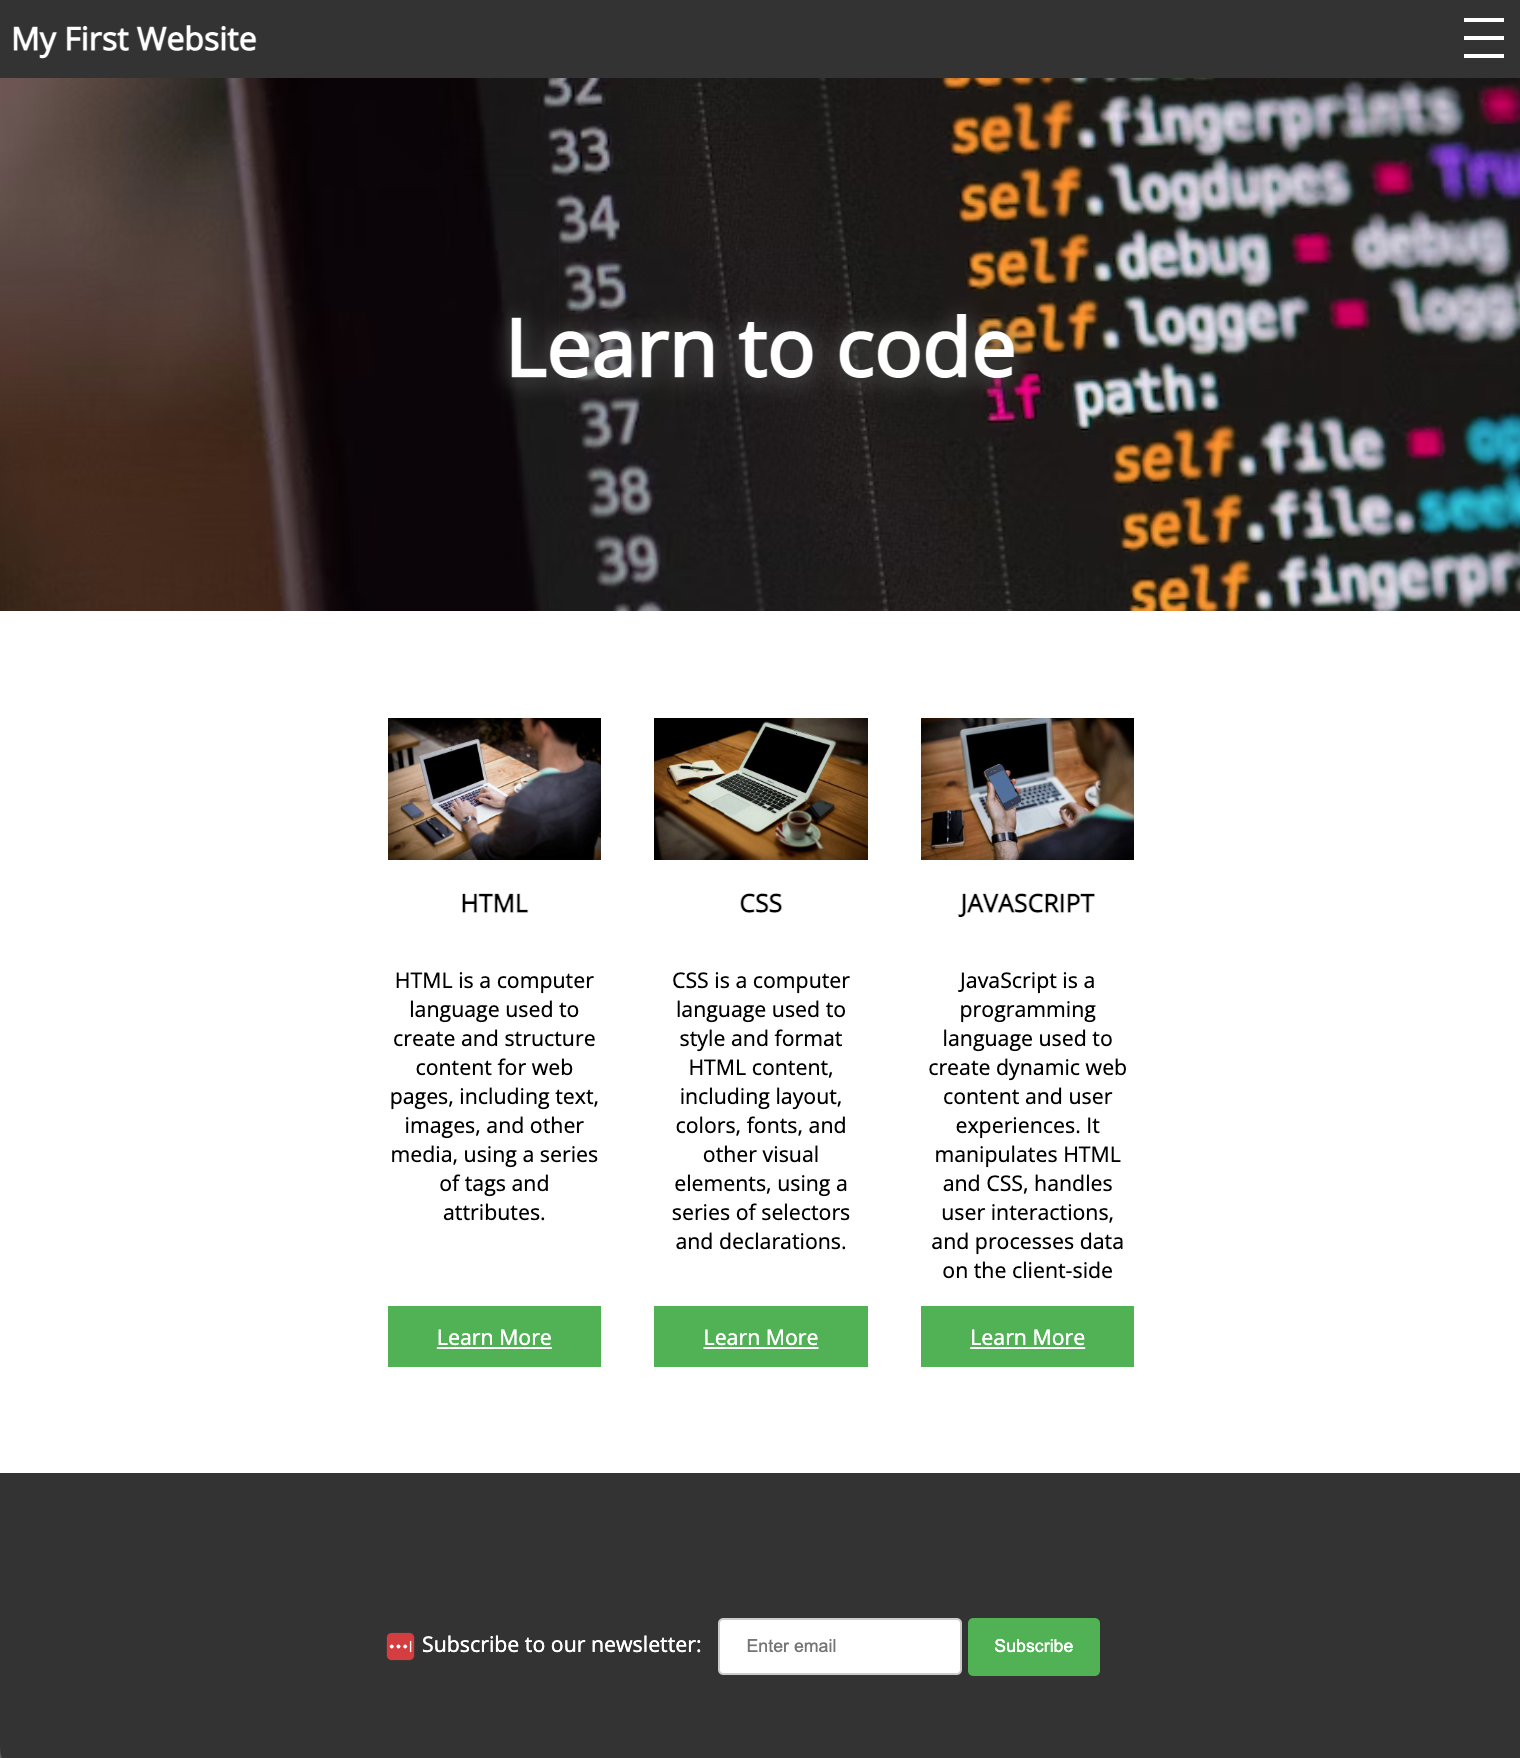 My First Website
32
33
34
35
37
38
39
self.fingerprints =
self.logdupes =
self.debug = debug
self.logger =
if path:
self.file =
self.file.seek
Learn to code
HTML
HTML is a computer
language used to
create and structure
content for web
pages, including text,
images, and other
media, using a series
of tags and
attributes.
Learn More
CSS
CSS is a computer
language used to
style and format
HTML content,
including layout,
colors, fonts, and
other visual
elements, using a
series of selectors
and declarations.
Learn More
JAVASCRIPT
JavaScript is a
programming
language used to
create dynamic web
content and user
experiences. It
manipulates HTML
and CSS, handles
user interactions,
and processes data
on the client-side
Learn More
Subscribe to our newsletter:
Enter email
Subscribe